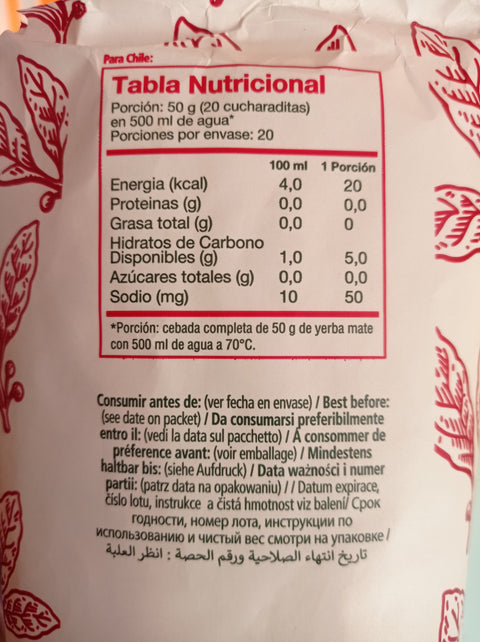 Para Chile:
Tabla Nutricional
Porción: 50 g (20 cucharaditas)
en 500 ml de agua*
Porciones por envase: 20
100 ml 1 Porción
Energia (kcal) 4,0 20
Proteinas (g) 0,0 0,0
Grasa total (g) 0,0 0
Hidratos de Carbono
Disponibles (g) 1,0 5,0
Azúcares totales (g) 0,0 0,0
Sodio (mg) 10 50
*Porción: cebada completa de 50 g de yerba mate
con 500 ml de agua a 70°C.
Consumir antes de: (ver fecha en envase) / Best before:
(see date on packet) / Da consumarsi preferibilmente
entro il: (vedi la data sul pacchetto) / À consommer de
préférence avant: (voir emballage) / Mindestens
haltbar bis: (siehe Aufdruck) / Data ważności i numer
partii: (patrz data na opakowaniu) / / Datum expirace,
číslo lotu, instrukce a čistá hmotnost viz balení/ Срок
годности, номер лота, инструкции по
использованию и чистый вес смотри на упаковке /
تاريخ انتهاء الصلاحية ورقم الحصة : انظر العلبة